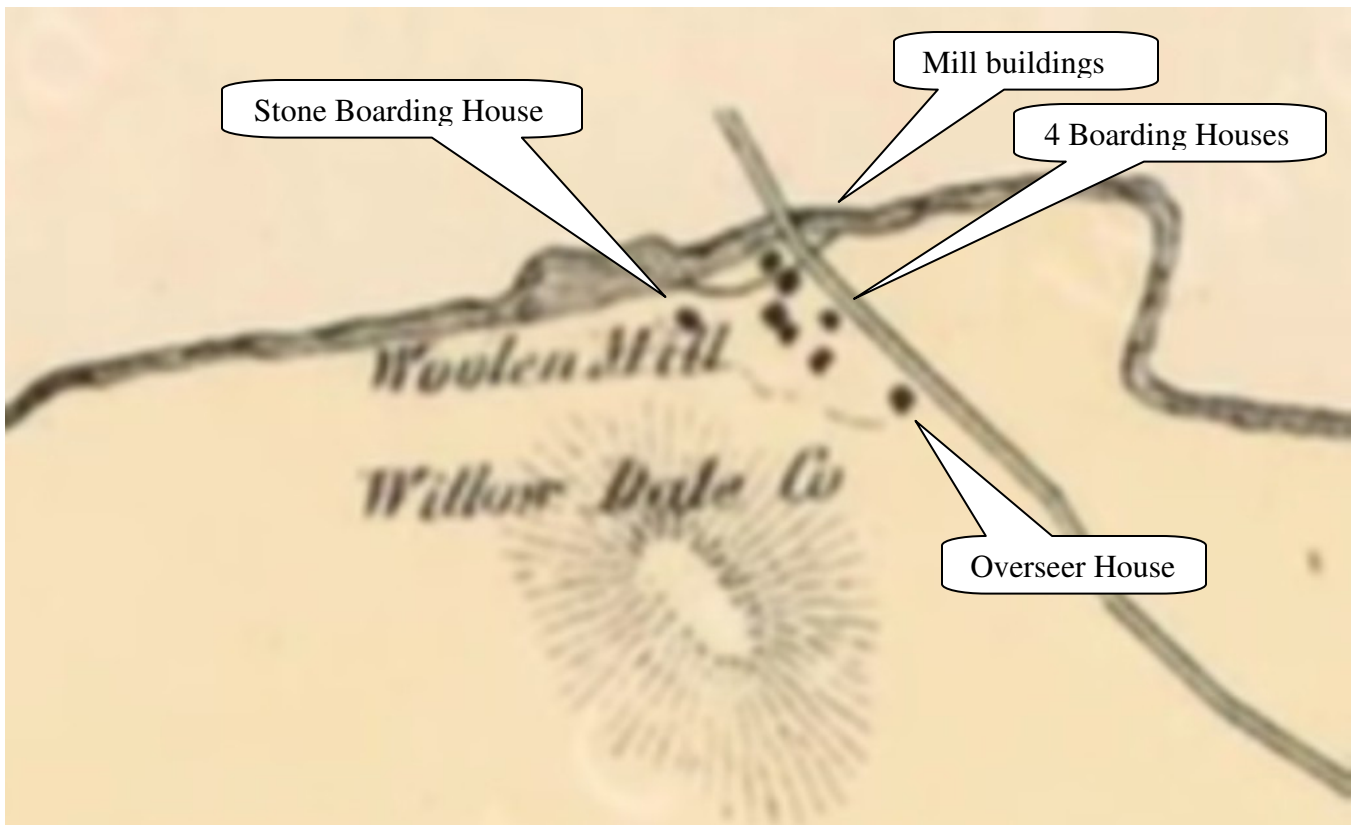 Mill buildings
Stone Boarding House
4 Boarding Houses
Woolen Mill
Willow Dale Co
Overseer House